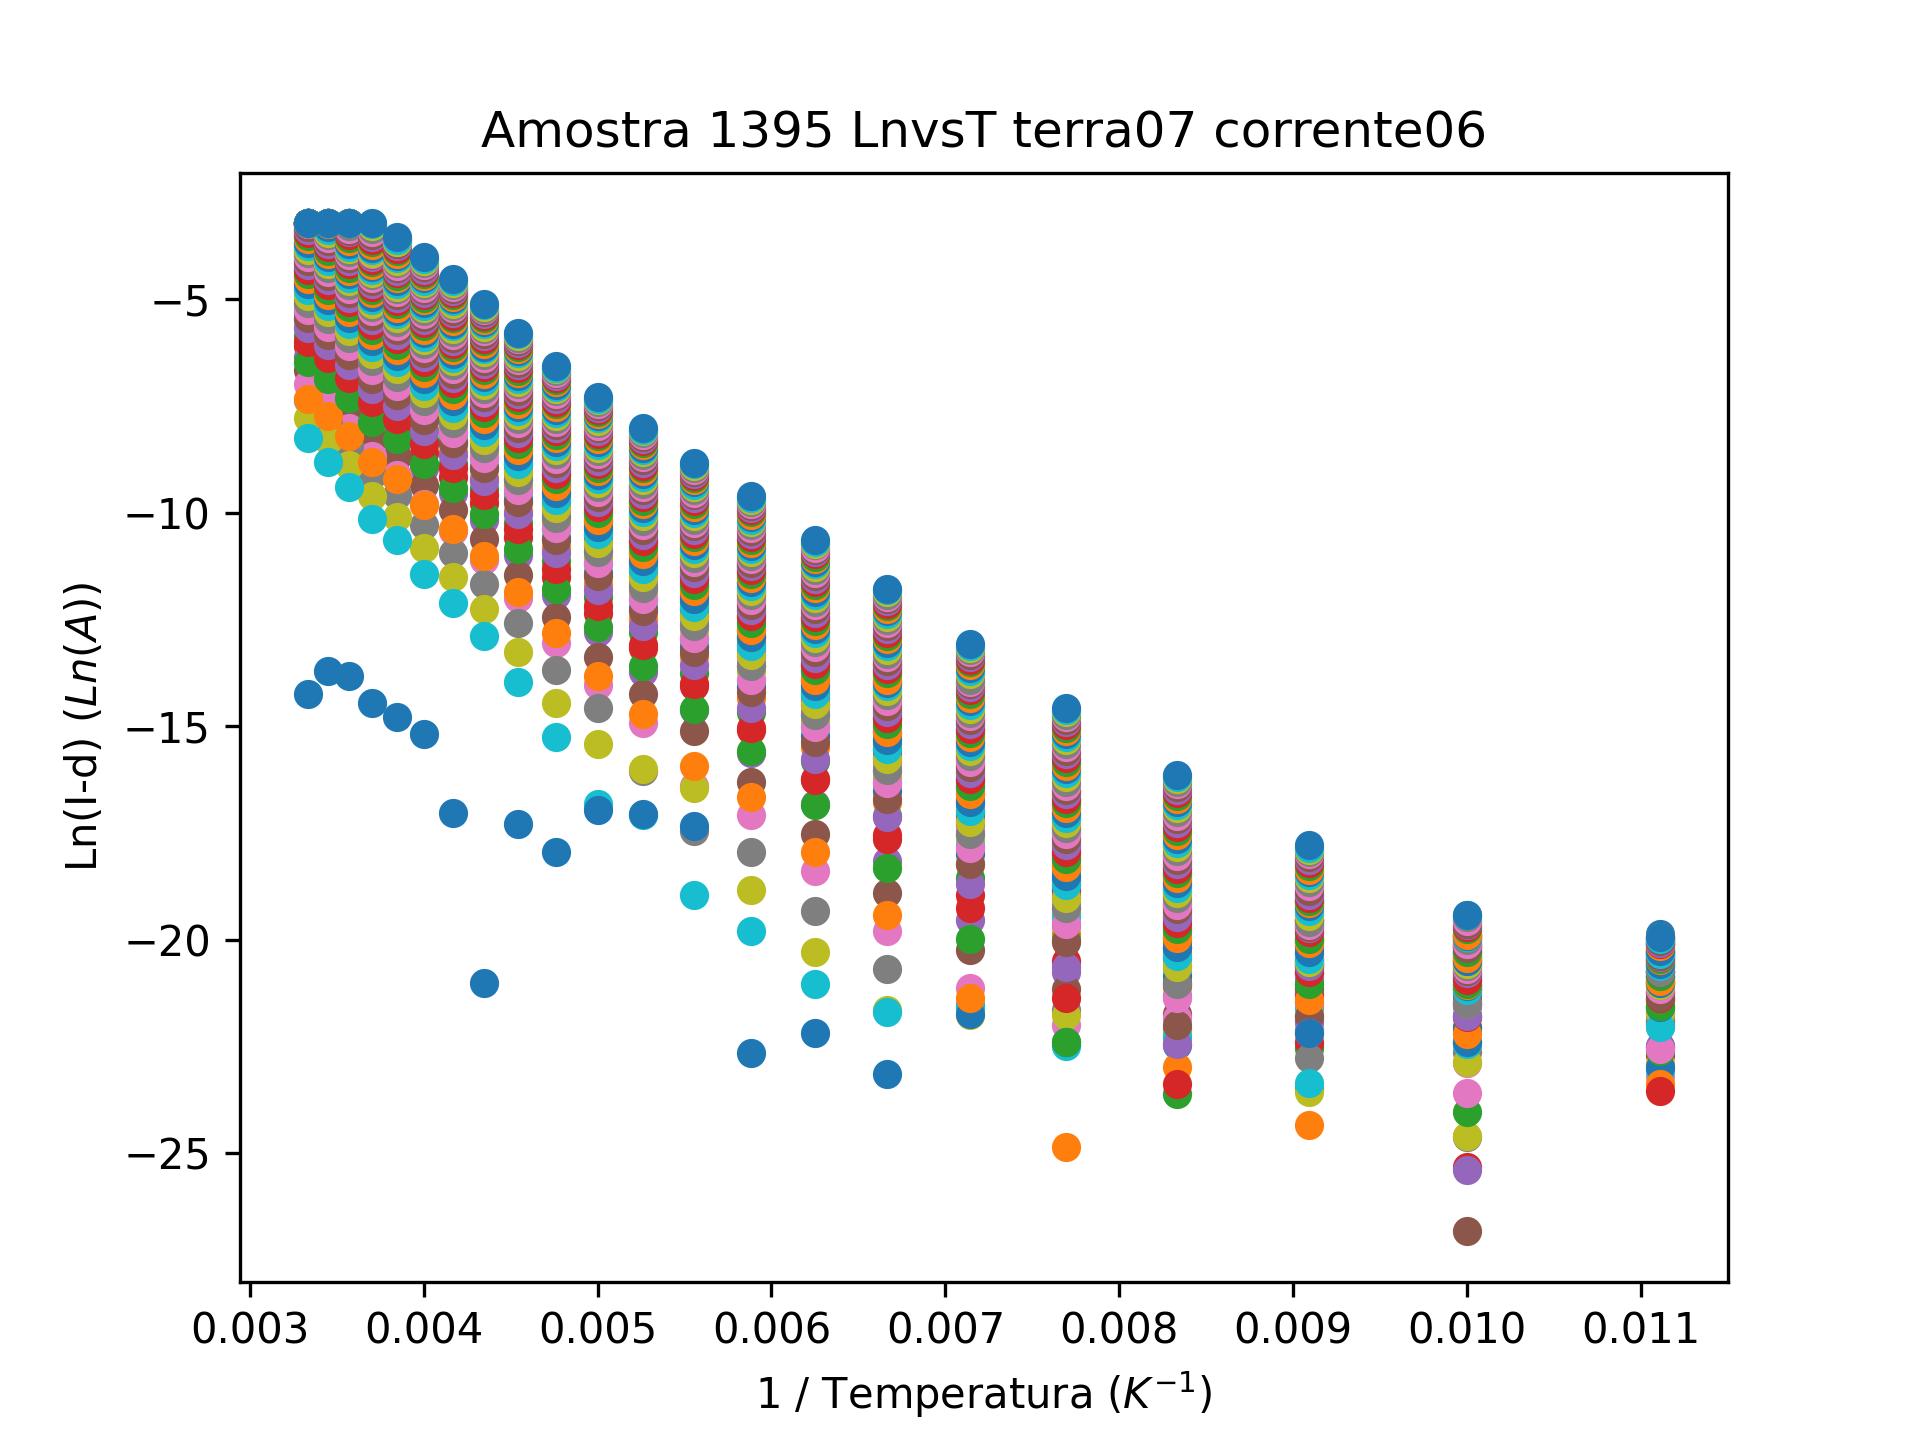 Amostra 1395 LnvsT terra07 corrente06
Ln(I-d) (Ln(A))
−5
−10
−15
−20
−25
0.003 0.004 0.005 0.006 0.007 0.008 0.009 0.010 0.011
1 / Temperatura (K⁻¹)